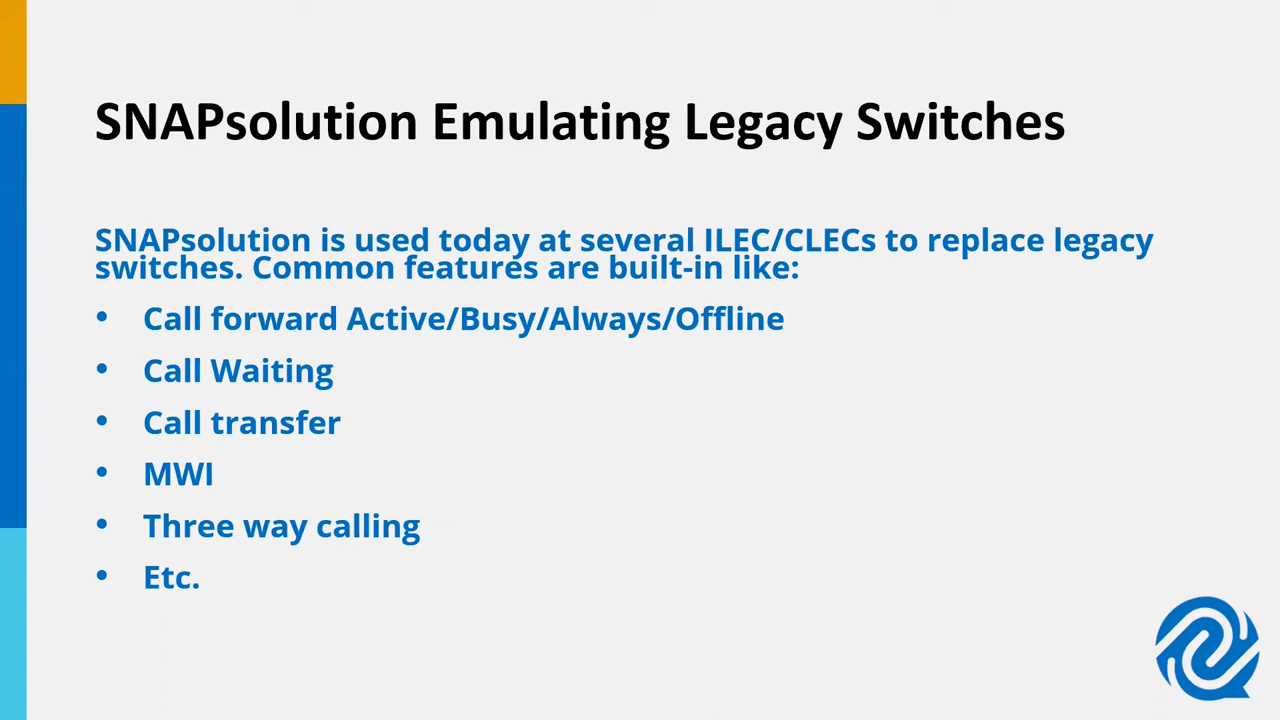 SNAPsolution Emulating Legacy Switches
SNAPsolution is used today at several ILEC/CLECs to replace legacy
switches. Common features are built-in like:
• Call forward Active/Busy/Always/Offline
• Call Waiting
• Call transfer
• MWI
• Three way calling
• Etc.